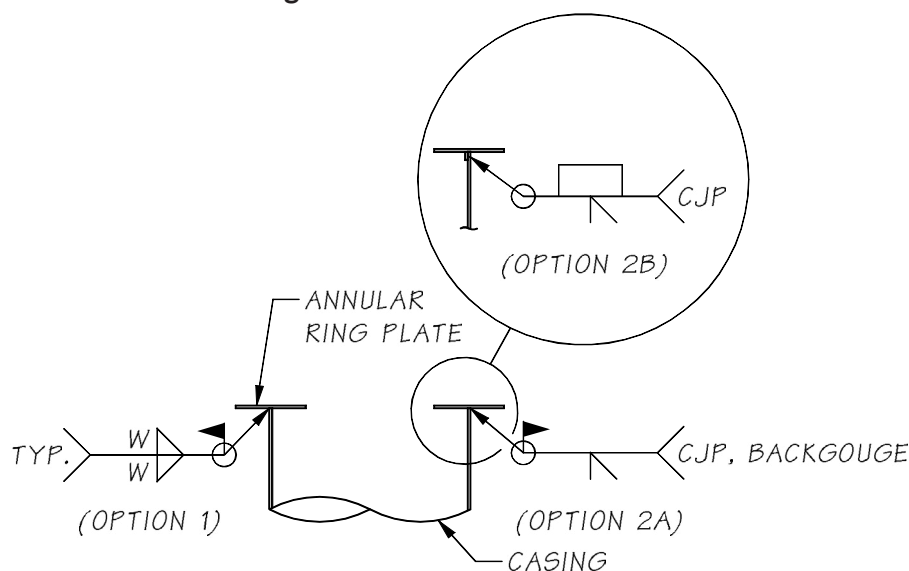 CJP
(OPTION 2B)
ANNULAR
RING PLATE
TYP.
W
W
CJP, BACKGOUGE
(OPTION 1)
(OPTION 2A)
CASING